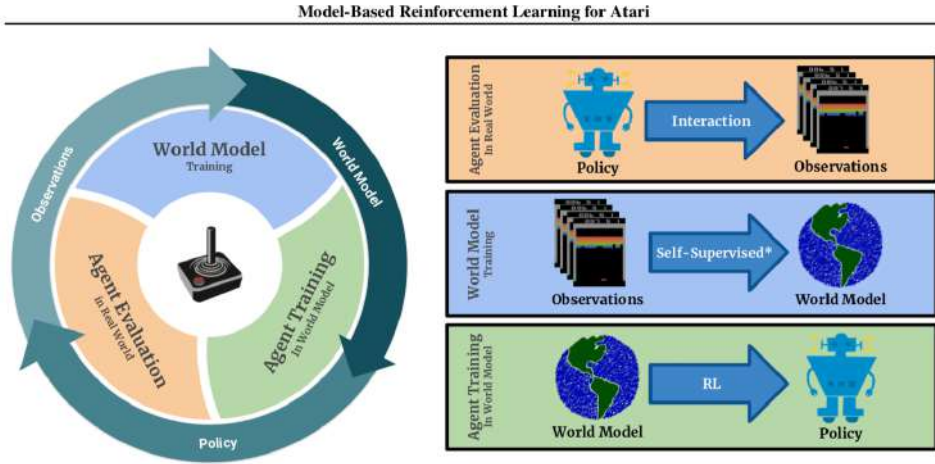 Model-Based Reinforcement Learning for Atari
Observations
World Model
Policy
World Model
Training
Agent Evaluation
in Real World
Agent Training
In World Model
Agent Evaluation
In Real World
Policy
Interaction
Observations
World Model
Training
Observations
Self-Supervised*
World Model
Agent Training
In World Model
World Model
RL
Policy